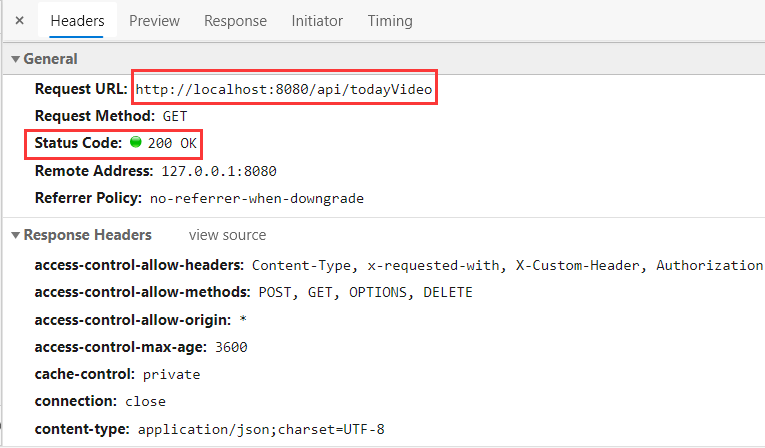 × Headers Preview Response Initiator Timing
▼General
Request URL: http://localhost:8080/api/todayVideo
Request Method: GET
Status Code: 200 OK
Remote Address: 127.0.0.1:8080
Referrer Policy: no-referrer-when-downgrade
▼Response Headers view source
access-control-allow-headers: Content-Type, x-requested-with, X-Custom-Header, Authorization
access-control-allow-methods: POST, GET, OPTIONS, DELETE
access-control-allow-origin: *
access-control-max-age: 3600
cache-control: private
connection: close
content-type: application/json;charset=UTF-8